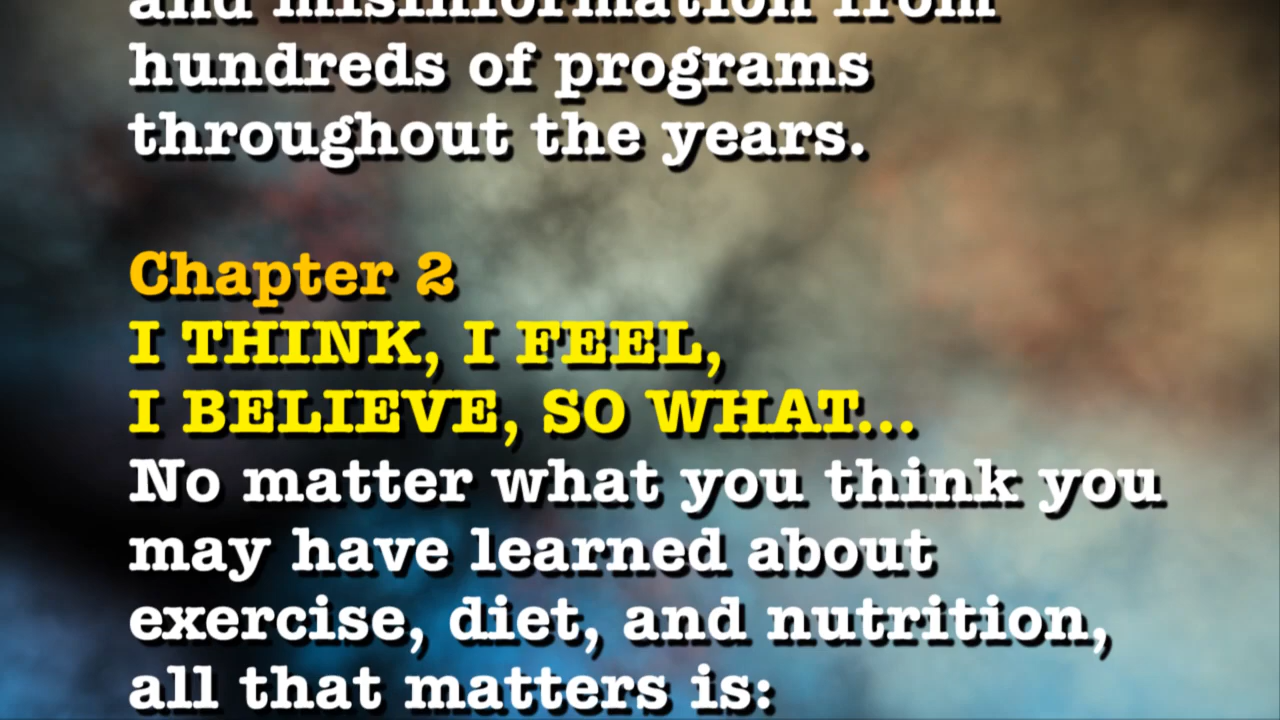 and misinformation from
hundreds of programs
throughout the years.
Chapter 2
I THINK, I FEEL,
I BELIEVE, SO WHAT...
No matter what you think you
may have learned about
exercise, diet, and nutrition,
all that matters is: